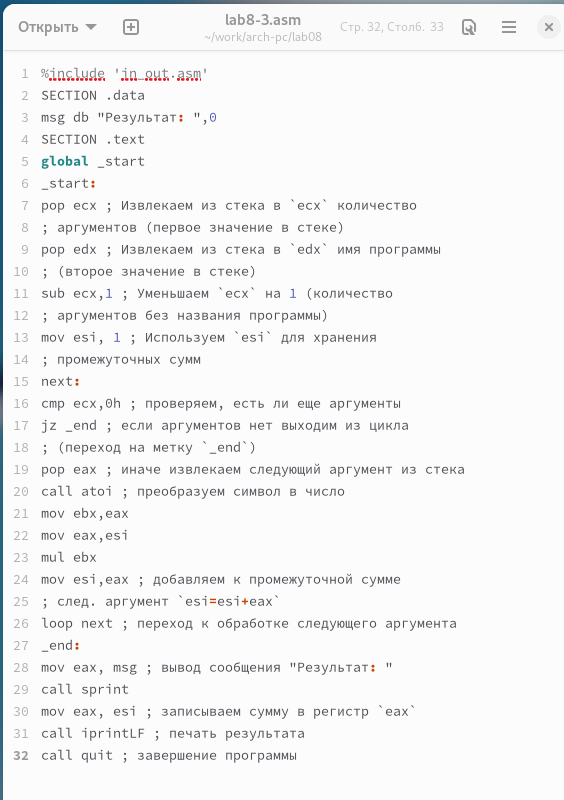 Открыть
lab8-3.asm
~/work/arch-pc/lab08
Стр. 32, Столб. 33
1 %include 'in_out.asm'
2 SECTION .data
3 msg db "Результат: ",0
4 SECTION .text
5 global _start
6 _start:
7 pop ecx ; Извлекаем из стека в `ecx` количество
8 ; аргументов (первое значение в стеке)
9 pop edx ; Извлекаем из стека в `edx` имя программы
10 ; (второе значение в стеке)
11 sub ecx,1 ; Уменьшаем `ecx` на 1 (количество
12 ; аргументов без названия программы)
13 mov esi, 1 ; Используем `esi` для хранения
14 ; промежуточных сумм
15 next:
16 cmp ecx,0h ; проверяем, есть ли еще аргументы
17 jz _end ; если аргументов нет выходим из цикла
18 ; (переход на метку `_end`)
19 pop eax ; иначе извлекаем следующий аргумент из стека
20 call atoi ; преобразуем символ в число
21 mov ebx,eax
22 mov eax,esi
23 mul ebx
24 mov esi,eax ; добавляем к промежуточной сумме
25 ; след. аргумент `esi=esi+eax`
26 loop next ; переход к обработке следующего аргумента
27 _end:
28 mov eax, msg ; вывод сообщения "Результат: "
29 call sprint
30 mov eax, esi ; записываем сумму в регистр `eax`
31 call iprintLF ; печать результата
32 call quit ; завершение программы